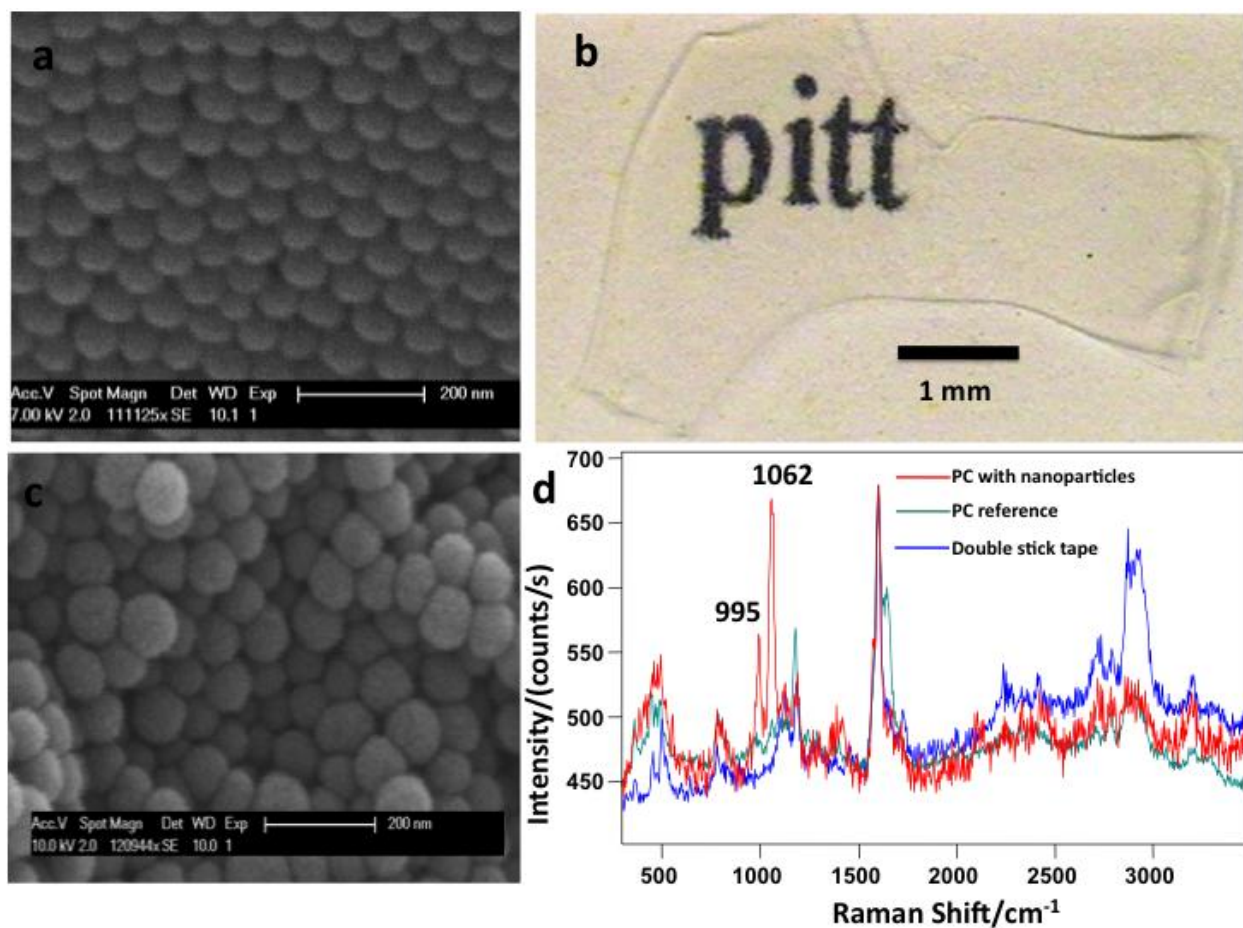 a
Acc.V Spot Magn Det WD Exp 200 nm
7.00 kV 2.0 111125x SE 10.1 1
b
pitt
1 mm
c
Acc.V Spot Magn Det WD Exp 200 nm
10.0 kV 2.0 120944x SE 10.0 1
d
700
650
600
550
500
450
Intensity/(counts/s)
1062
995
PC with nanoparticles
PC reference
Double stick tape
500 1000 1500 2000 2500 3000
Raman Shift/cm⁻¹